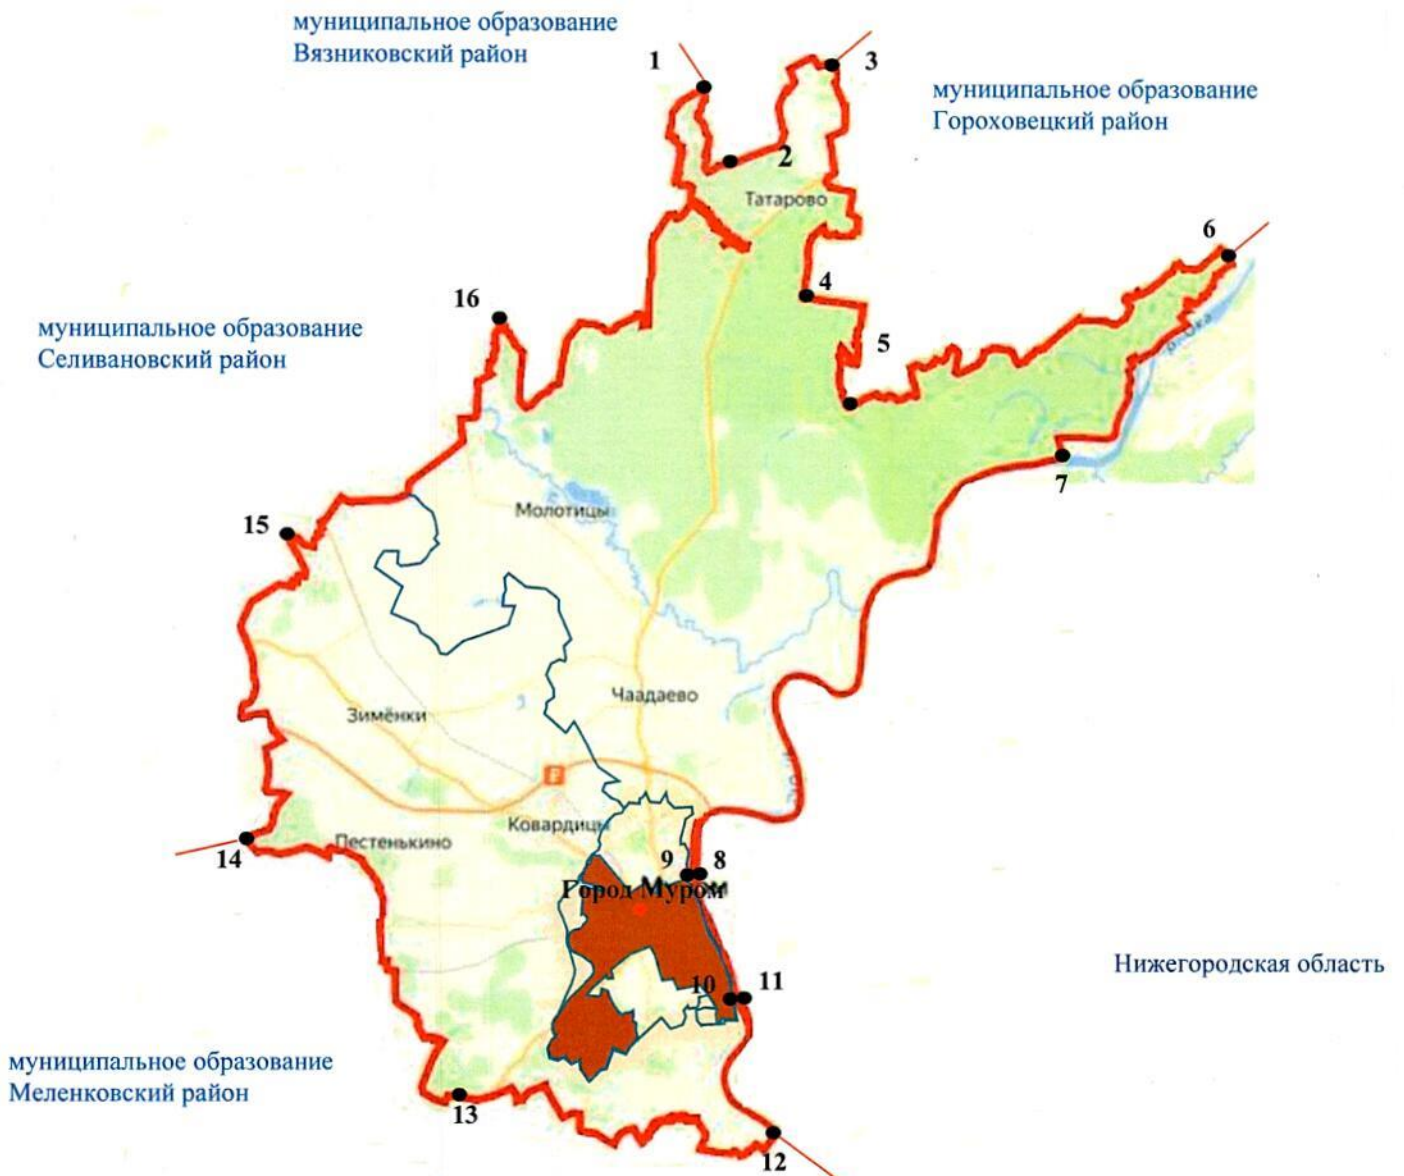 муниципальное образование
Вязниковский район
1
3
муниципальное образование
Гороховецкий район
2
Татарово
6
4
16
муниципальное образование
Селивановский район
р. Ока
5
7
15
Молотицы
Чаадаево
Зимёнки
Ковардицы
Пестенькино
14
9
8
Город Муром
10
11
Нижегородская область
муниципальное образование
Меленковский район
13
12